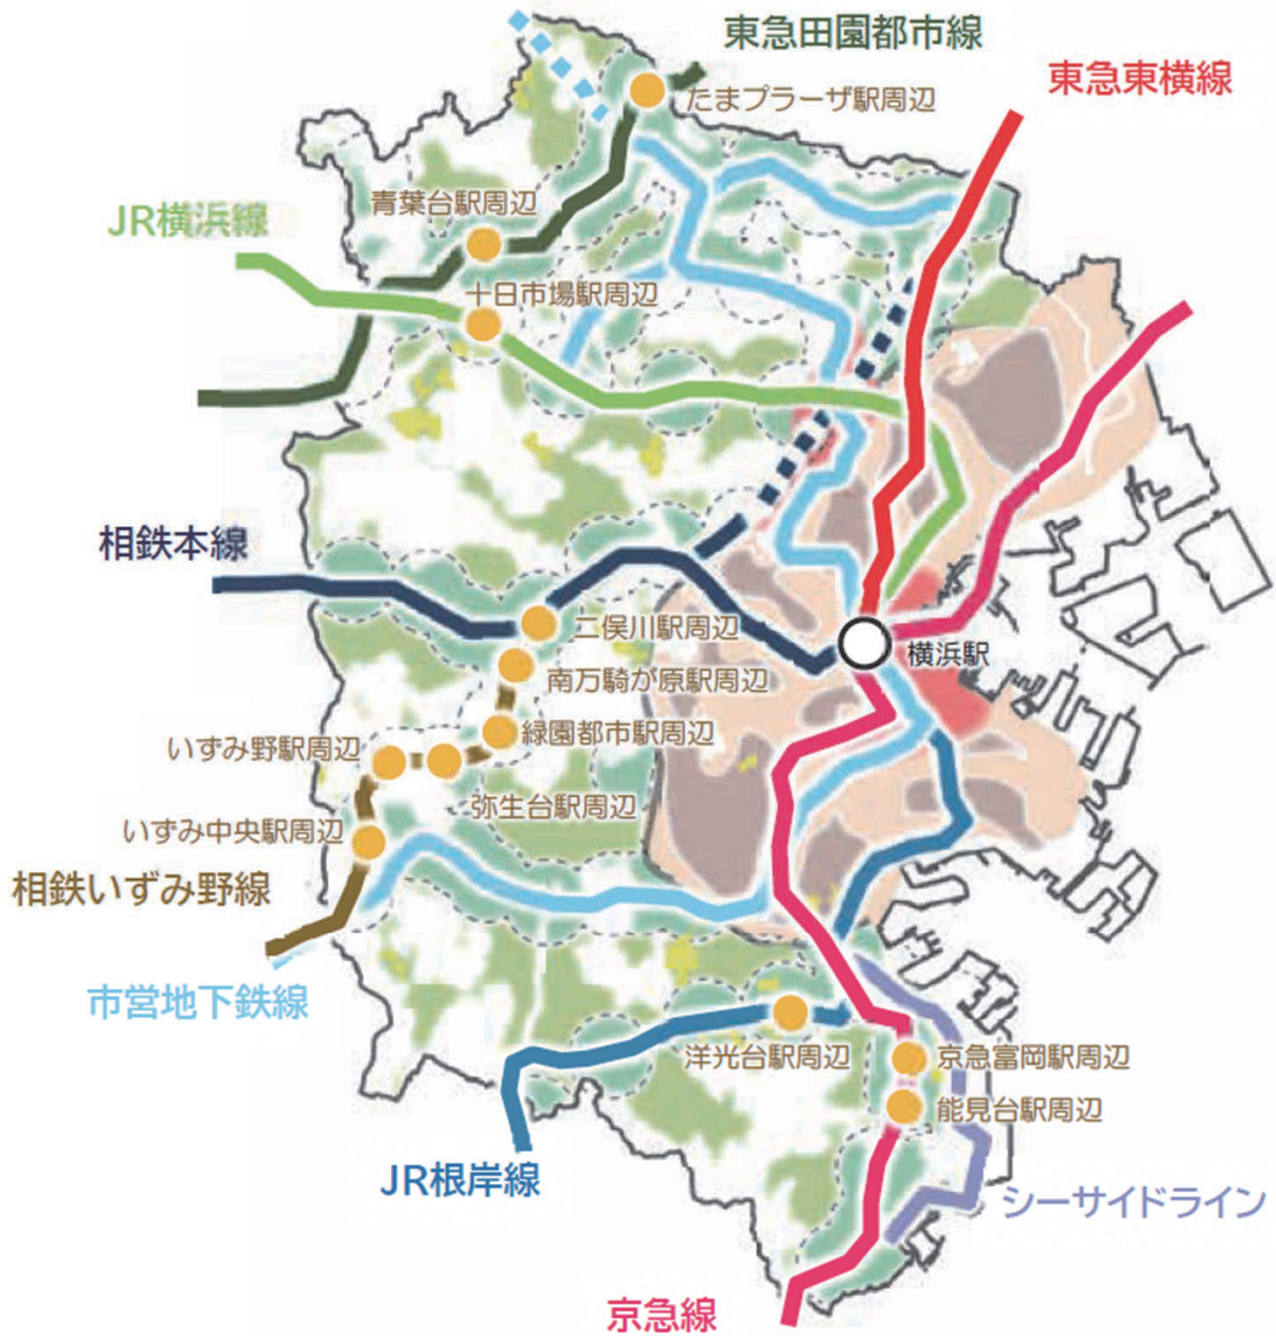 東急田園都市線
東急東横線
たまプラーザ駅周辺
青葉台駅周辺
JR横浜線
十日市場駅周辺
相鉄本線
二俣川駅周辺
横浜駅
南万騎が原駅周辺
緑園都市駅周辺
いずみ野駅周辺
弥生台駅周辺
いずみ中央駅周辺
相鉄いずみ野線
市営地下鉄線
洋光台駅周辺
京急富岡駅周辺
能見台駅周辺
JR根岸線
シーサイドライン
京急線